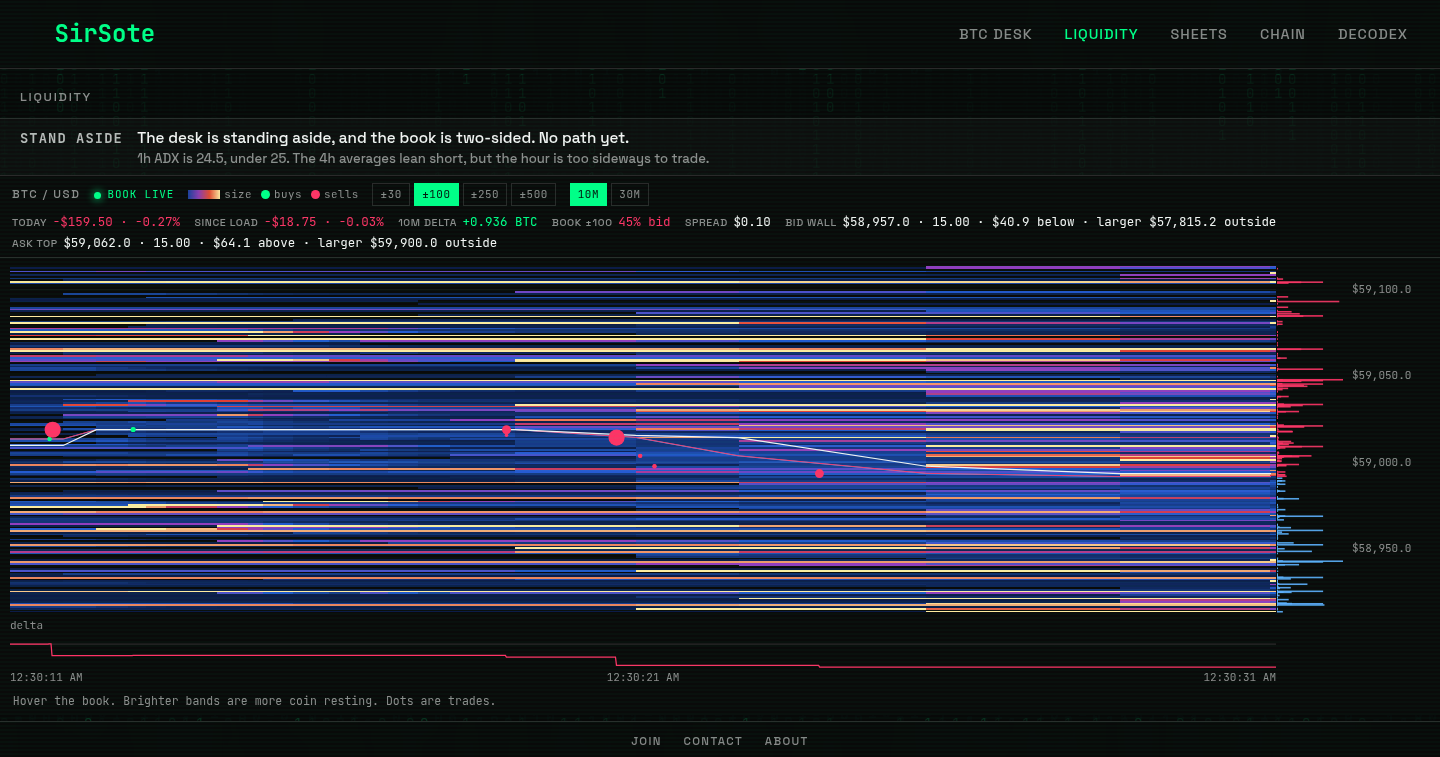 SirSote
BTC DESK LIQUIDITY SHEETS CHAIN DECODEX
LIQUIDITY
STAND ASIDE The desk is standing aside, and the book is two-sided. No path yet.
1h ADX is 24.5, under 25. The 4h averages lean short, but the hour is too sideways to trade.
BTC / USD BOOK LIVE size buys sells ±30 ±100 ±250 ±500 10M 30M
TODAY -$159.50 · -0.27% SINCE LOAD -$18.75 · -0.03% 10M DELTA +0.936 BTC BOOK ±100 45% bid SPREAD $0.10 BID WALL $58,957.0 · 15.00 · $40.9 below · larger $57,815.2 outside
ASK TOP $59,062.0 · 15.00 · $64.1 above · larger $59,900.0 outside
$59,100.0
$59,050.0
$59,000.0
$58,950.0
delta
12:30:11 AM 12:30:21 AM 12:30:31 AM
Hover the book. Brighter bands are more coin resting. Dots are trades.
JOIN CONTACT ABOUT